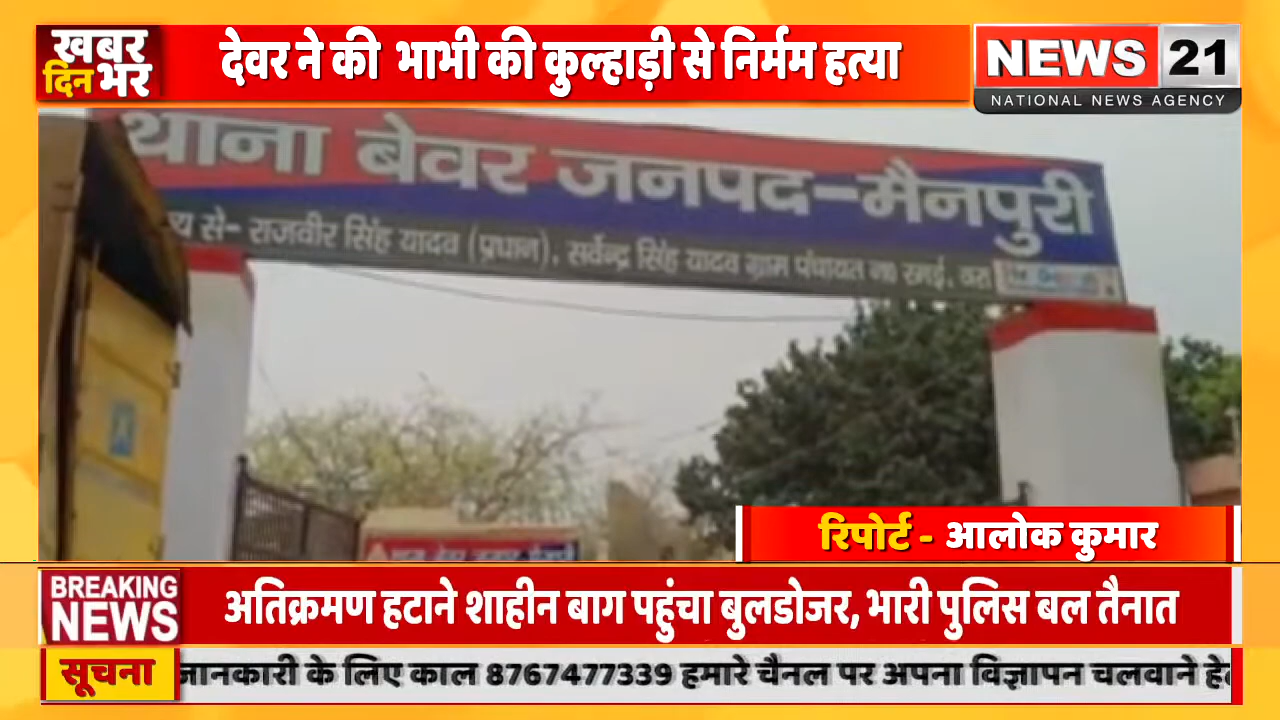 खबर
दिन भर
देवर ने की भाभी की कुल्हाड़ी से निर्मम हत्या
NEWS 21
NATIONAL NEWS AGENCY
थाना बेवर जनपद-मैनपुरी
से- राजवीर सिंह यादव (प्रधान), सर्वेन्द्र सिंह यादव ग्राम पंचायत
रिपोर्ट - आलोक कुमार
BREAKING
NEWS
अतिक्रमण हटाने शाहीन बाग पहुंचा बुलडोजर, भारी पुलिस बल तैनात
सूचना
जानकारी के लिए काल 8767477339 हमारे चैनल पर अपना विज्ञापन चलवाने